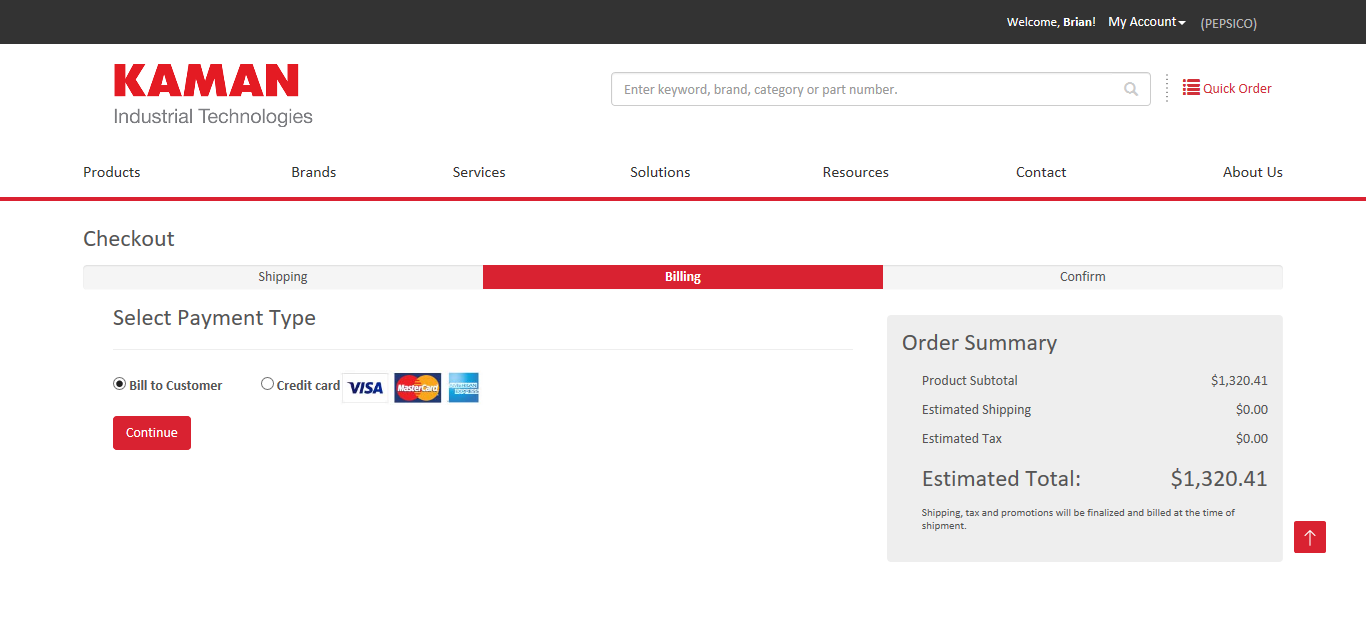 Welcome, Brian! My Account (PEPSICO)
KAMAN
Industrial Technologies
Enter keyword, brand, category or part number.
Quick Order
Products Brands Services Solutions Resources Contact About Us
Checkout
Shipping Billing Confirm
Select Payment Type
Bill to Customer Credit card VISA MasterCard AMERICAN EXPRESS
Continue
Order Summary
Product Subtotal $1,320.41
Estimated Shipping $0.00
Estimated Tax $0.00
Estimated Total: $1,320.41
Shipping, tax and promotions will be finalized and billed at the time of
shipment.